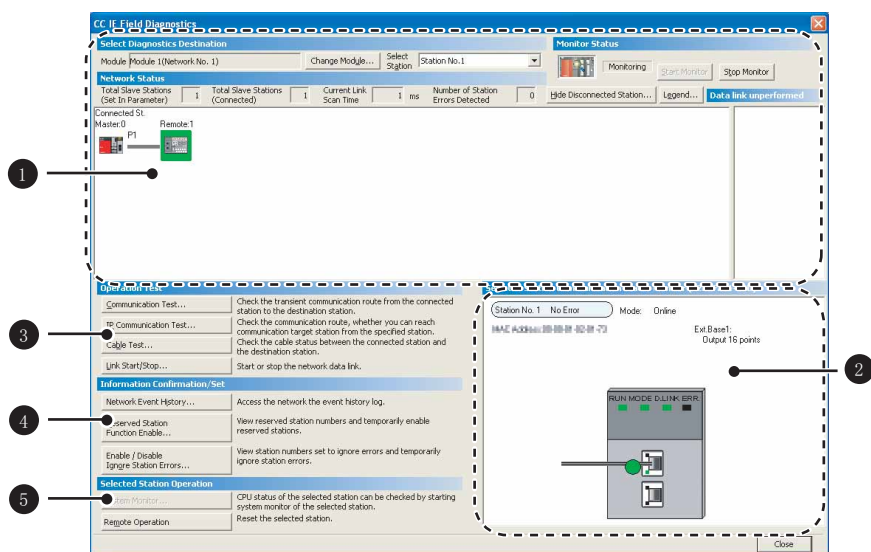 CC IE Field Diagnostics
Select Diagnostics Destination
Monitor Status
Module Module 1(Network No. 1)
Change Module...
Select Station
Station No.1
Monitoring
Start Monitor
Stop Monitor
Network Status
Total Slave Stations (Set In Parameter) 1
Total Slave Stations (Connected) 1
Current Link Scan Time 1 ms
Number of Station Errors Detected 0
Hide Disconnected Station...
Legend...
Data link unperformed
Connected St.
Master:0 Remote:1
P1
1
Operation Test
Communication Test...
Check the transient communication route from the connected
station to the destination station.
IP Communication Test...
Check the communication route, whether you can reach
communication target station from the specified station.
3
Cable Test...
Check the cable status between the connected station and
the destination station.
Link Start/Stop...
Start or stop the network data link.
Information Confirmation/Set
Network Event History...
Access the network the event history log.
4
Reserved Station
Function Enable...
View reserved station numbers and temporarily enable
reserved stations.
Enable / Disable
Ignore Station Errors...
View station numbers set to ignore errors and temporarily
ignore station errors.
Selected Station Operation
5
System Monitor...
CPU status of the selected station can be checked by starting
system monitor of the selected station.
Remote Operation
Reset the selected station.
Station No. 1 No Error
Mode: Online
MAC Address:
Ext.Base1:
Output 16 points
2
RUN MODE D.LINK ERR.
Close